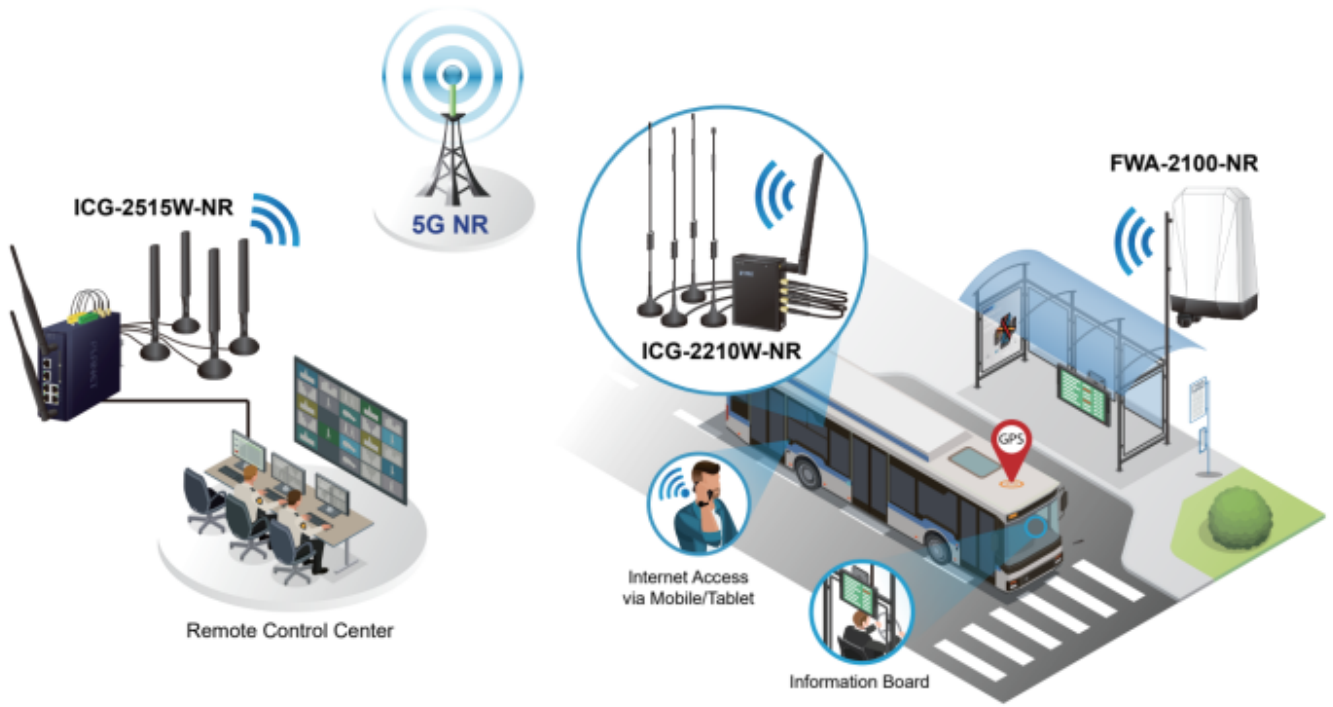 ICG-2515W-NR
5G NR
ICG-2210W-NR
FWA-2100-NR
GPS
PLANET
Internet Access
via Mobile/Tablet
Information Board
Remote Control Center